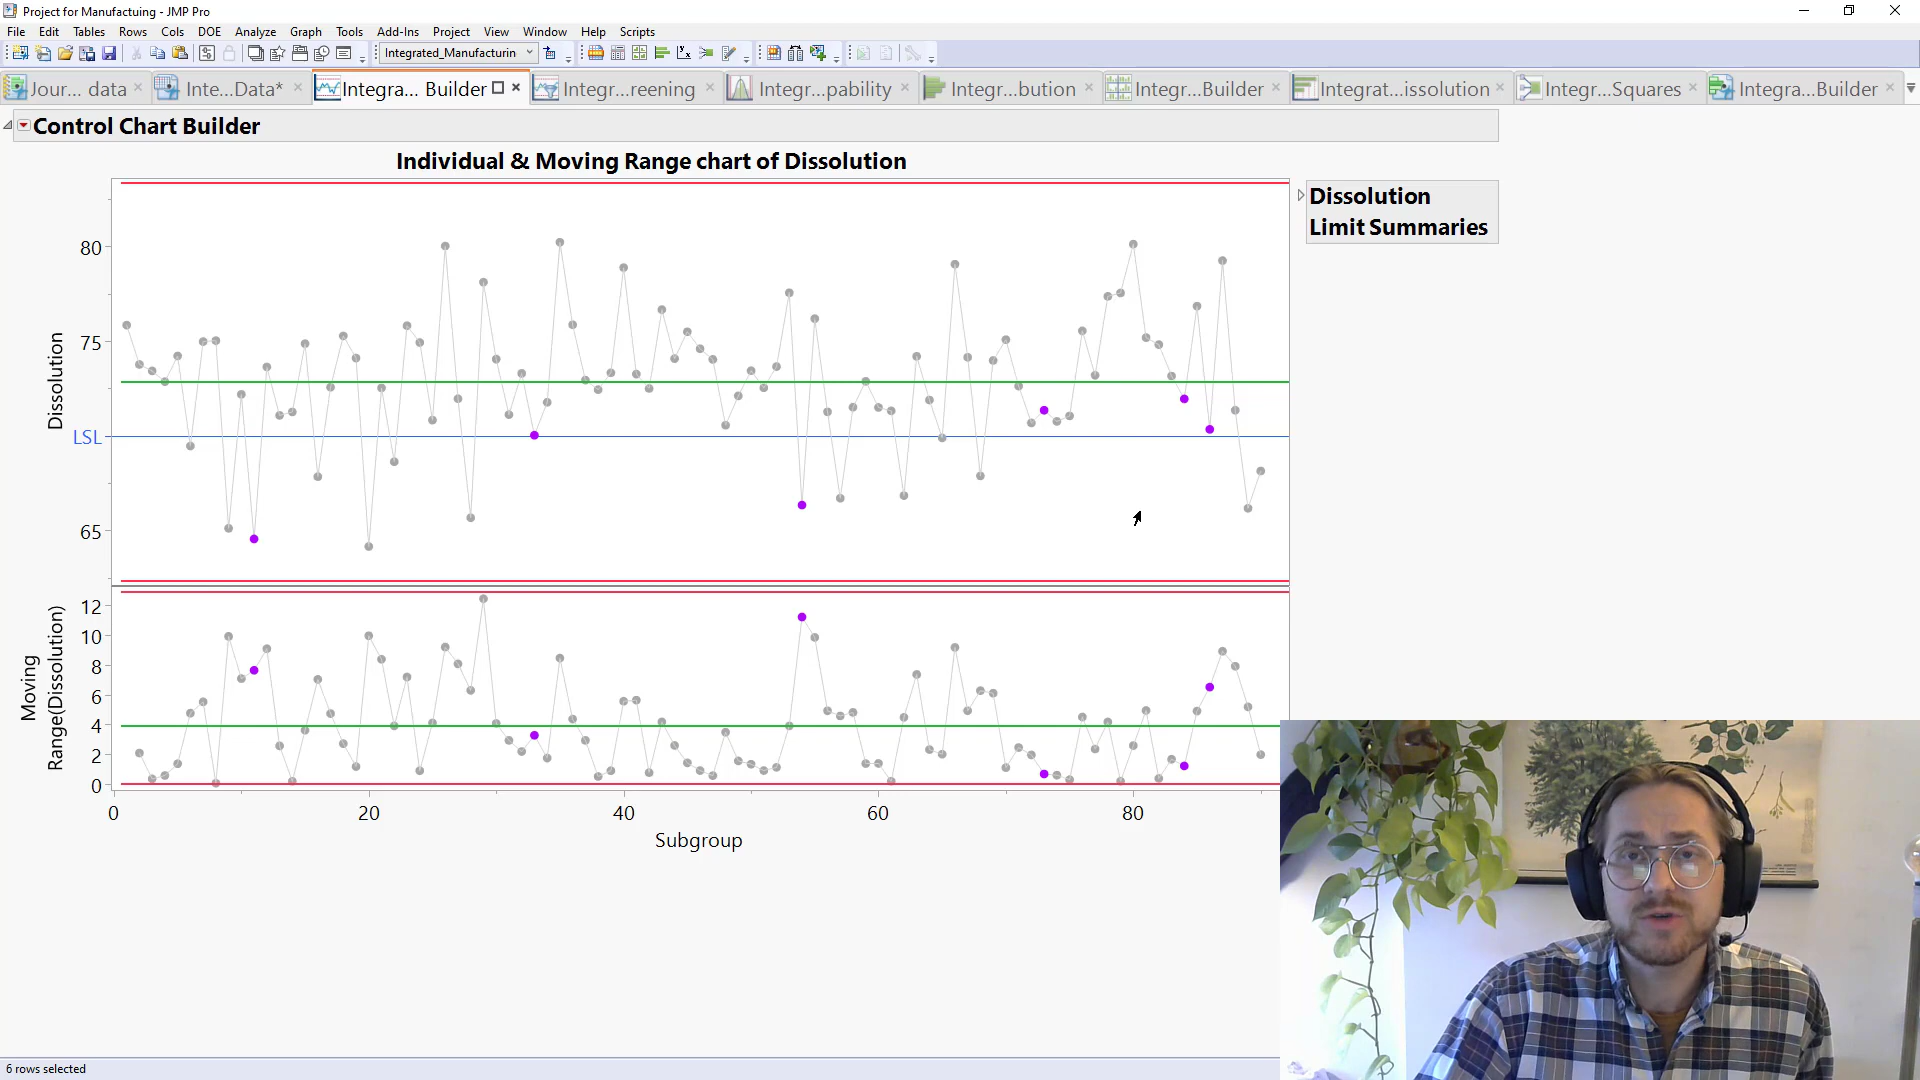 Project for Manufactuing - JMP Pro
File Edit Tables Rows Cols DOE Analyze Graph Tools Add-Ins Project View Window Help Scripts
Integrated_Manufacturin
Jour... data Inte...Data* Integra... Builder Integr...reening Integr...pability Integr...bution Integr...Builder Integrat...issolution Integr...Squares Integra...Builder
Control Chart Builder
Individual & Moving Range chart of Dissolution
Dissolution
Limit Summaries
80
75
LSL
65
Dissolution
12
10
8
6
4
2
0
Moving
Range(Dissolution)
0 20 40 60 80
Subgroup
6 rows selected